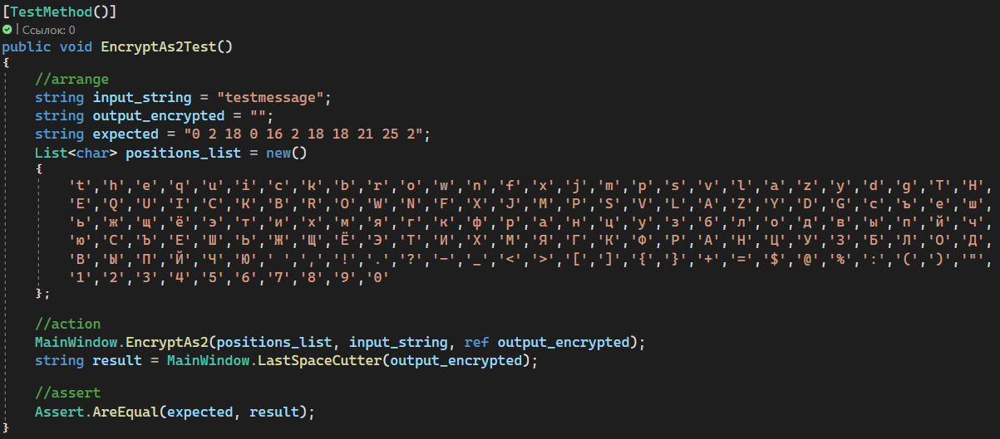 [TestMethod()]
Ссылок: 0
public void EncryptAs2Test()
{
//arrange
string input_string = "testmessage";
string output_encrypted = "";
string expected = "0 2 18 0 16 2 18 18 21 25 2";
List<char> positions_list = new()
{
't','h','e','q','u','i','c','k','b','r','o','w','n','f','x','j','m','p','s','v','l','a','z','y','d','g','T','H',
'E','Q','U','I','C','K','B','R','O','W','N','F','X','J','M','P','S','V','L','A','Z','Y','D','G','с','ъ','е','ш',
'ь','ж','щ','ё','э','т','и','х','м','я','г','к','ф','р','а','н','ц','у','з','б','л','о','д','в','ы','п','й','ч',
'ю','С','Ъ','Е','Ш','Ь','Ж','Щ','Ё','Э','Т','И','Х','М','Я','Г','К','Ф','Р','А','Н','Ц','У','З','Б','Л','О','Д',
'В','Ы','П','Й','Ч','Ю',' ',',','!','.','?','-','_','<','>','[',']','{','}','+','=','$','@','%',':','(',')','"',
'1','2','3','4','5','6','7','8','9','0'
};
//action
MainWindow.EncryptAs2(positions_list, input_string, ref output_encrypted);
string result = MainWindow.LastSpaceCutter(output_encrypted);
//assert
Assert.AreEqual(expected, result);
}